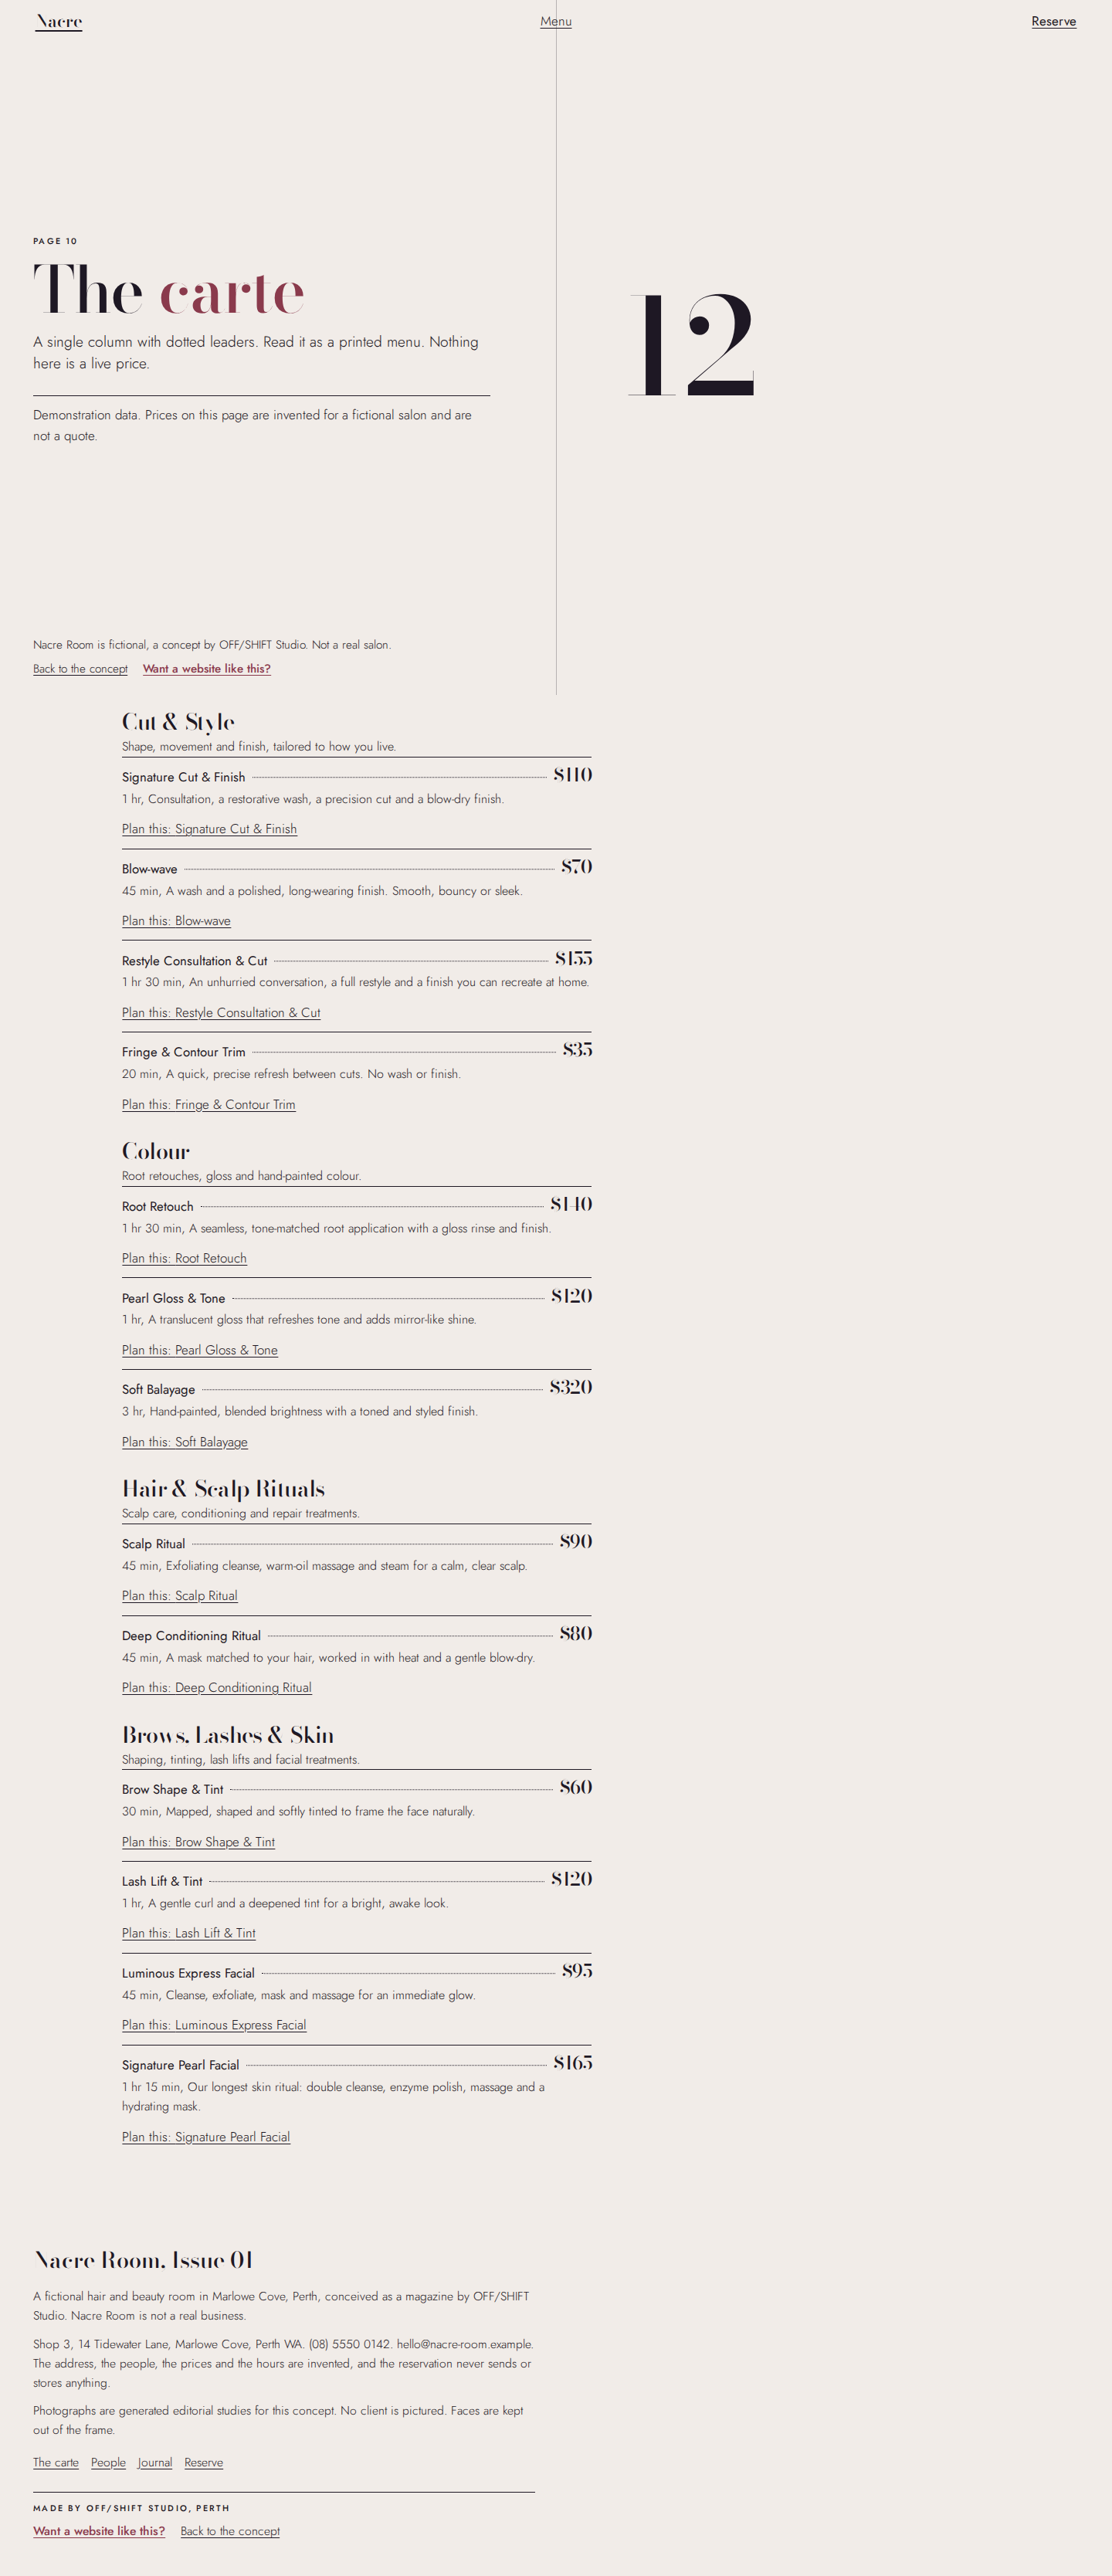 Nacre
Menu
Reserve
PAGE 10
The carte
A single column with dotted leaders. Read it as a printed menu. Nothing
here is a live price.
Demonstration data. Prices on this page are invented for a fictional salon and are
not a quote.
12
Nacre Room is fictional, a concept by OFF/SHIFT Studio. Not a real salon.
Back to the concept Want a website like this?
Cut & Style
Shape, movement and finish, tailored to how you live.
Signature Cut & Finish $110
1 hr, Consultation, a restorative wash, a precision cut and a blow-dry finish.
Plan this: Signature Cut & Finish
Blow-wave $70
45 min, A wash and a polished, long-wearing finish. Smooth, bouncy or sleek.
Plan this: Blow-wave
Restyle Consultation & Cut $155
1 hr 30 min, An unhurried conversation, a full restyle and a finish you can recreate at home.
Plan this: Restyle Consultation & Cut
Fringe & Contour Trim $35
20 min, A quick, precise refresh between cuts. No wash or finish.
Plan this: Fringe & Contour Trim
Colour
Root retouches, gloss and hand-painted colour.
Root Retouch $140
1 hr 30 min, A seamless, tone-matched root application with a gloss rinse and finish.
Plan this: Root Retouch
Pearl Gloss & Tone $120
1 hr, A translucent gloss that refreshes tone and adds mirror-like shine.
Plan this: Pearl Gloss & Tone
Soft Balayage $320
3 hr, Hand-painted, blended brightness with a toned and styled finish.
Plan this: Soft Balayage
Hair & Scalp Rituals
Scalp care, conditioning and repair treatments.
Scalp Ritual $90
45 min, Exfoliating cleanse, warm-oil massage and steam for a calm, clear scalp.
Plan this: Scalp Ritual
Deep Conditioning Ritual $80
45 min, A mask matched to your hair, worked in with heat and a gentle blow-dry.
Plan this: Deep Conditioning Ritual
Brows, Lashes & Skin
Shaping, tinting, lash lifts and facial treatments.
Brow Shape & Tint $60
30 min, Mapped, shaped and softly tinted to frame the face naturally.
Plan this: Brow Shape & Tint
Lash Lift & Tint $120
1 hr, A gentle curl and a deepened tint for a bright, awake look.
Plan this: Lash Lift & Tint
Luminous Express Facial $95
45 min, Cleanse, exfoliate, mask and massage for an immediate glow.
Plan this: Luminous Express Facial
Signature Pearl Facial $165
1 hr 15 min, Our longest skin ritual: double cleanse, enzyme polish, massage and a
hydrating mask.
Plan this: Signature Pearl Facial
Nacre Room, Issue 01
A fictional hair and beauty room in Marlowe Cove, Perth, conceived as a magazine by OFF/SHIFT
Studio. Nacre Room is not a real business.
Shop 3, 14 Tidewater Lane, Marlowe Cove, Perth WA. (08) 5550 0142. hello@nacre-room.example.
The address, the people, the prices and the hours are invented, and the reservation never sends or
stores anything.
Photographs are generated editorial studies for this concept. No client is pictured. Faces are kept
out of the frame.
The carte People Journal Reserve
MADE BY OFF/SHIFT STUDIO, PERTH
Want a website like this? Back to the concept